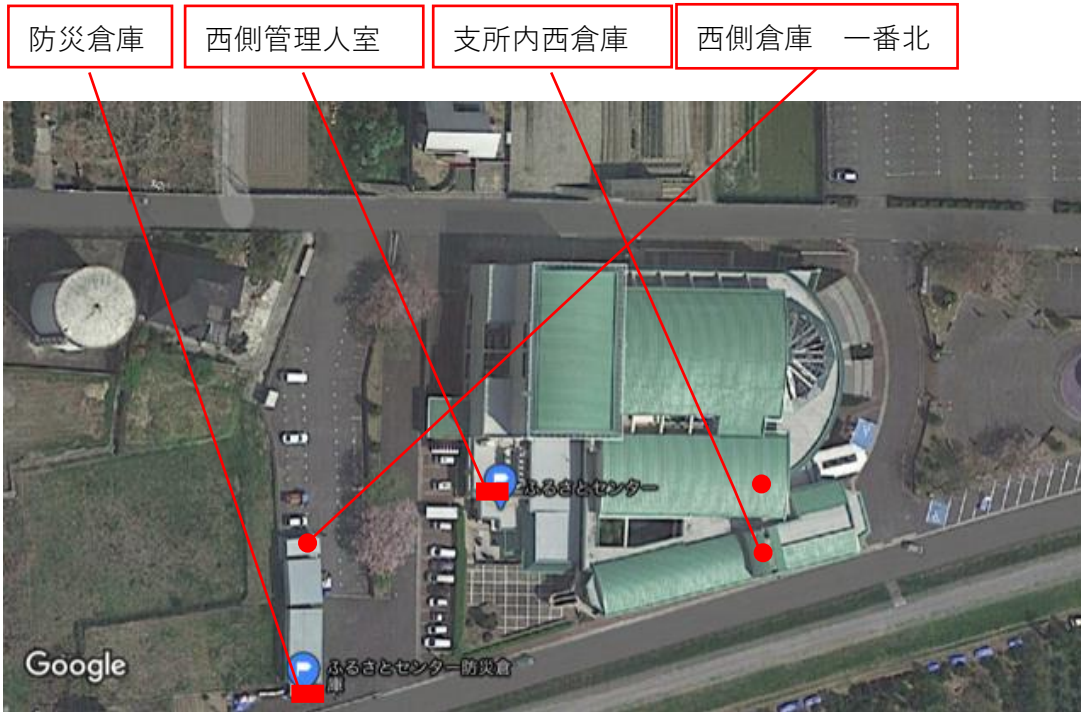 防災倉庫
西側管理人室
支所内西倉庫
西側倉庫　一番北
ふるさとセンター
ふるさとセンター防災倉
庫
Google